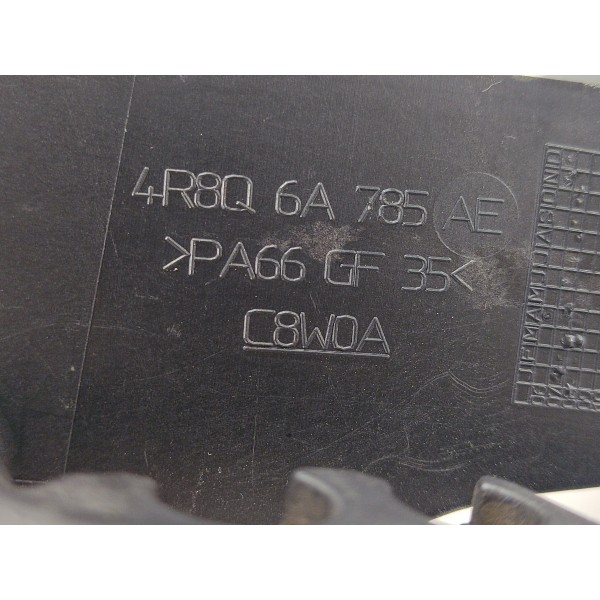 4R8Q 6A 785 AE
>PA66 GF 35<
C8W0A
J F M A M J J A S O N D